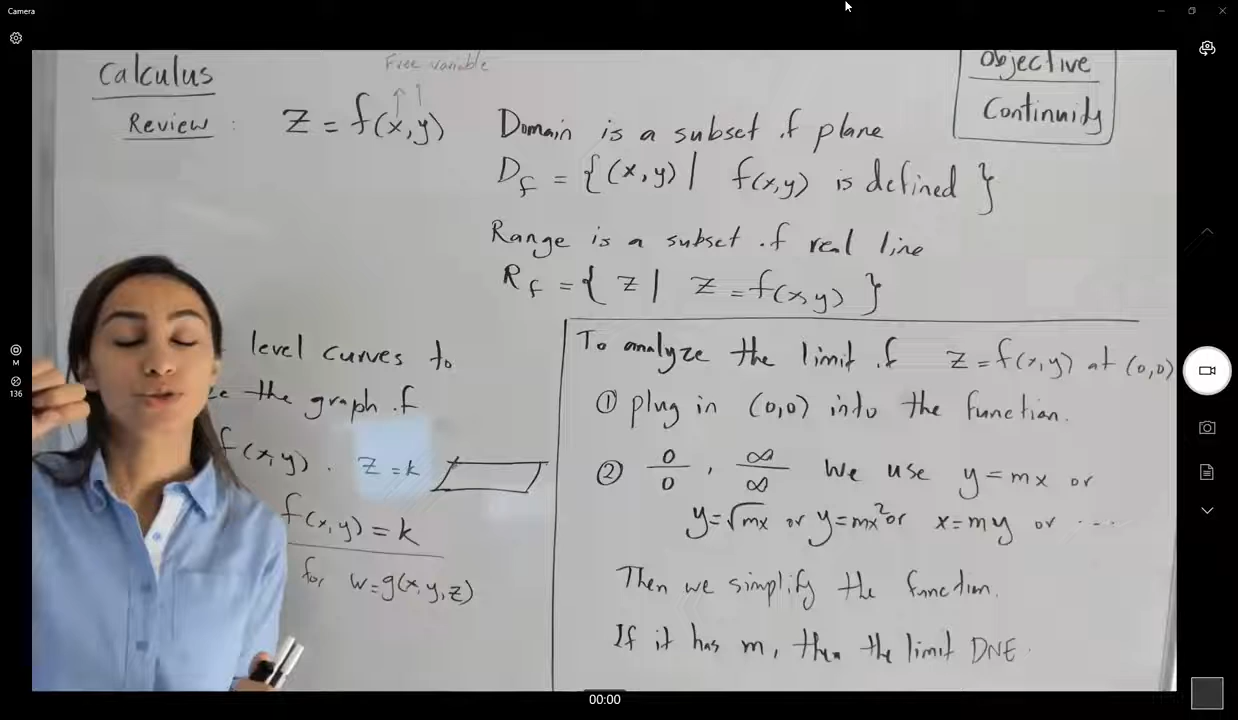 Camera
Calculus
Free variable
Objective
Continuity
Review : z = f(x,y)
Domain is a subset of plane
D_f = {(x,y) | f(x,y) is defined }
Range is a subset of real line
R_f = { z | z = f(x,y) }
level curves to
the graph of
f(x,y) . z = k
f(x,y) = k
for w = g(x,y,z)
To analyze the limit of z = f(x,y) at (0,0)
① plug in (0,0) into the function.
② 0/0 , ∞/∞ We use y = mx or
y = √mx or y = mx² or x = my or ...
Then we simplify the function.
If it has m, then the limit DNE.
M
136
00:00